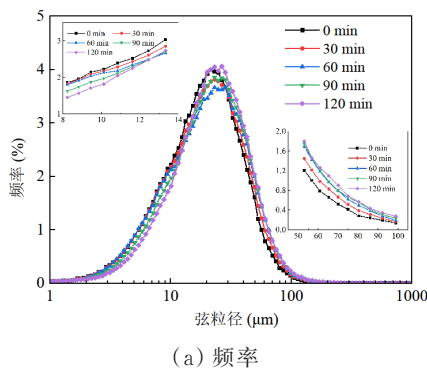 (a)
0 min
30 min
60 min
90 min
120 min
0 min 30 min
60 min 90 min
120 min
3
2
1
8 10 12 14
0 min
30 min
60 min
90 min
120 min
2.0
1.6
1.2
0.8
0.4
0.0
50 60 70 80 90 100
5
4
3
2
1
0
频率 (%)
1 10 100 1000
弦粒径 (μm)
(a) 频率